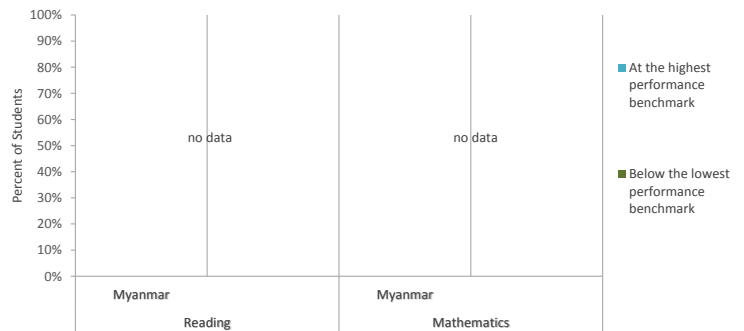 100%
90%
80%
70%
60%
50%
40%
30%
20%
10%
0%
Percent of Students
no data
no data
Myanmar
Myanmar
Reading
Mathematics
At the highest
performance
benchmark
Below the lowest
performance
benchmark